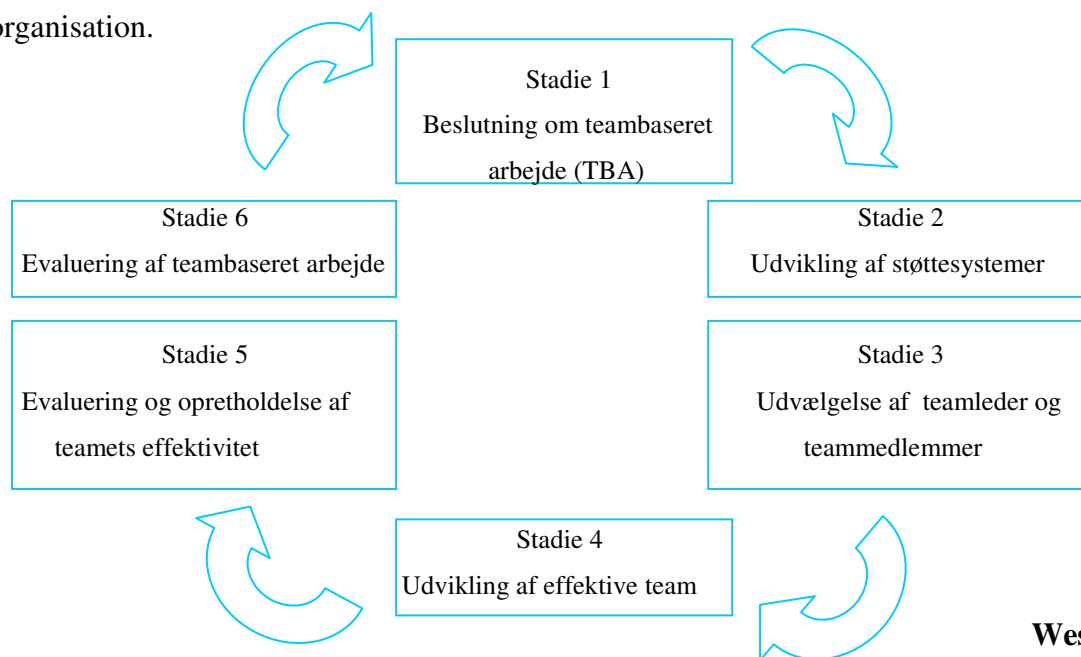 organisation.
Stadie 1
Beslutning om teambaseret
arbejde (TBA)
Stadie 6
Evaluering af teambaseret arbejde
Stadie 2
Udvikling af støttesystemer
Stadie 5
Evaluering og opretholdelse af
teamets effektivitet
Stadie 3
Udvælgelse af teamleder og
teammedlemmer
Stadie 4
Udvikling af effektive team